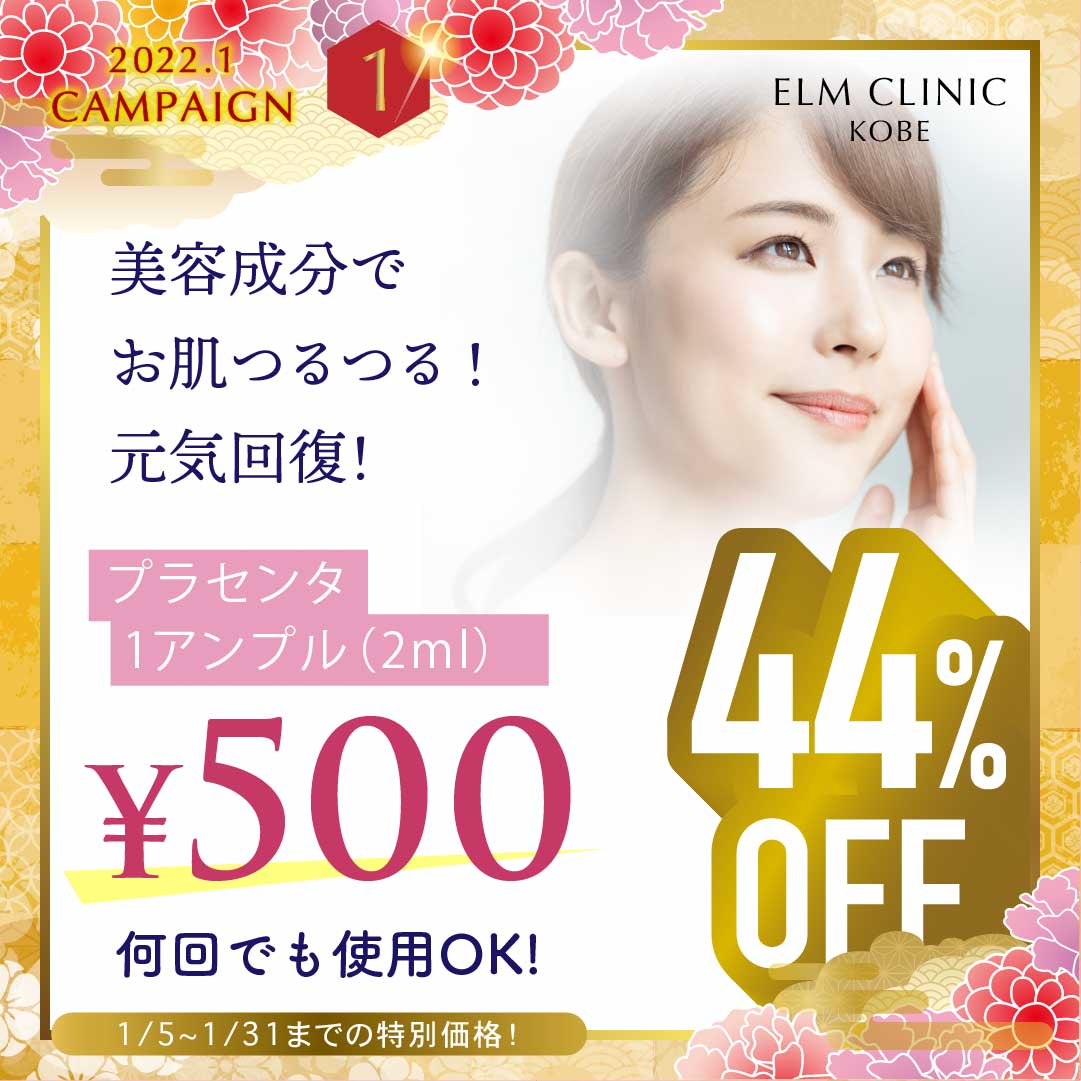 2022.1
CAMPAIGN
1
ELM CLINIC
KOBE
美容成分で
お肌つるつる！
元気回復！
プラセンタ
1アンプル（2ml）
¥500
44%
OFF
何回でも使用OK!
1/5~1/31までの特別価格！